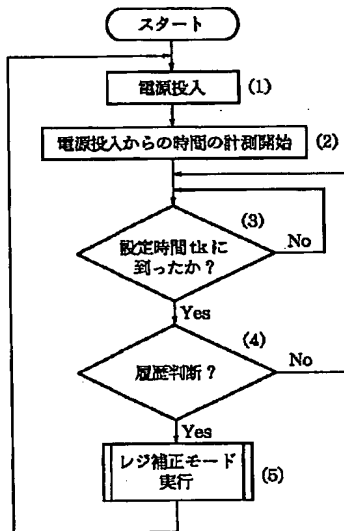 スタート
電源投入 (1)
電源投入からの時間の計測開始 (2)
(3)
設定時間tkに
到ったか？
No
Yes
(4)
履歴判断？
No
Yes
レジ補正モード
実行
(5)